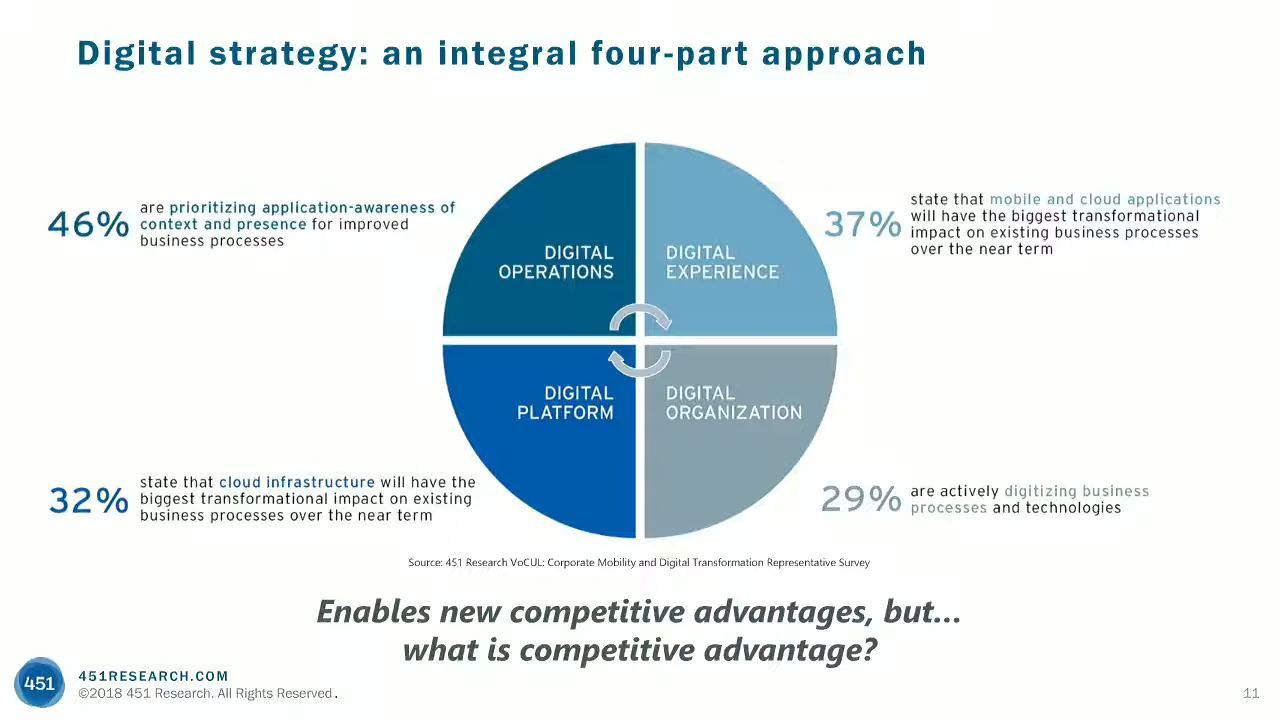 Digital strategy: an integral four-part approach
46%
are prioritizing application-awareness of
context and presence for improved
business processes
DIGITAL
OPERATIONS
DIGITAL
EXPERIENCE
37%
state that mobile and cloud applications
will have the biggest transformational
impact on existing business processes
over the near term
32%
state that cloud infrastructure will have the
biggest transformational impact on existing
business processes over the near term
DIGITAL
PLATFORM
DIGITAL
ORGANIZATION
29%
are actively digitizing business
processes and technologies
Source: 451 Research VoCUL: Corporate Mobility and Digital Transformation Representative Survey
Enables new competitive advantages, but...
what is competitive advantage?
451
451RESEARCH.COM
©2018 451 Research. All Rights Reserved.
11